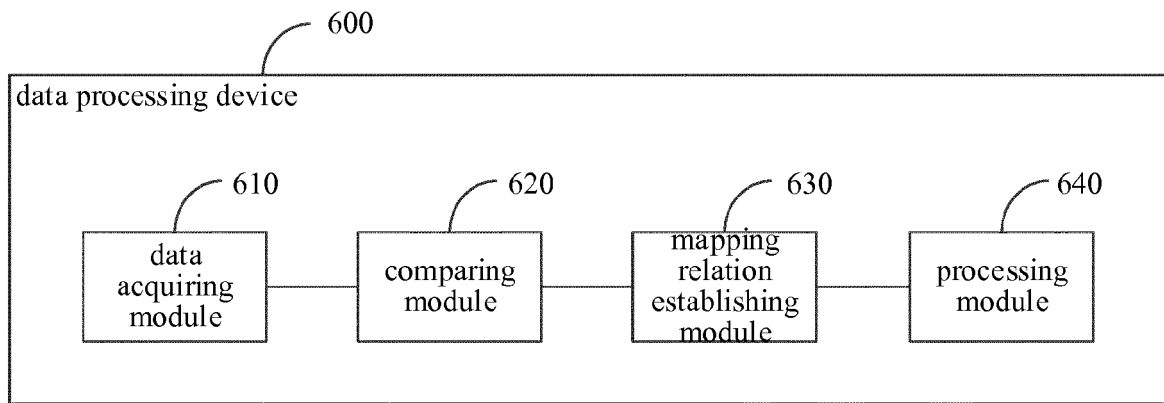 600
data processing device
610
620
630
640
data
acquiring
module
comparing
module
mapping
relation
establishing
module
processing
module